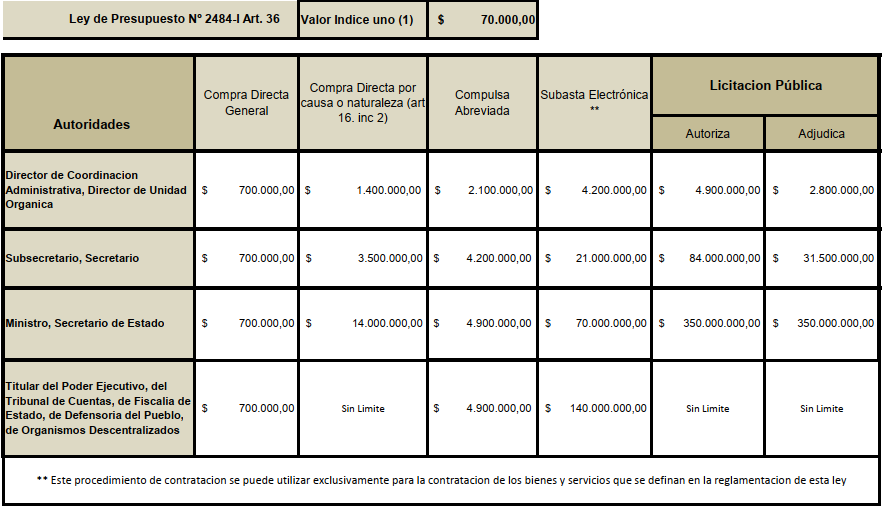 Ley de Presupuesto Nº 2484-I Art. 36 Valor Indice uno (1) $ 70.000,00
Autoridades
Compra Directa
General
Compra Directa por
causa o naturaleza (art
16. inc 2)
Compulsa
Abreviada
Subasta Electrónica
**
Licitacion Pública
Autoriza Adjudica
Director de Coordinacion
Administrativa, Director de Unidad
Organica
$ 700.000,00 $ 1.400.000,00 $ 2.100.000,00 $ 4.200.000,00 $ 4.900.000,00 $ 2.800.000,00
Subsecretario, Secretario $ 700.000,00 $ 3.500.000,00 $ 4.200.000,00 $ 21.000.000,00 $ 84.000.000,00 $ 31.500.000,00
Ministro, Secretario de Estado $ 700.000,00 $ 14.000.000,00 $ 4.900.000,00 $ 70.000.000,00 $ 350.000.000,00 $ 350.000.000,00
Titular del Poder Ejecutivo, del
Tribunal de Cuentas, de Fiscalia de
Estado, de Defensoria del Pueblo,
de Organismos Descentralizados
$ 700.000,00 Sin Limite $ 4.900.000,00 $ 140.000.000,00 Sin Limite Sin Limite
** Este procedimiento de contratacion se puede utilizar exclusivamente para la contratacion de los bienes y servicios que se definan en la reglamentacion de esta ley